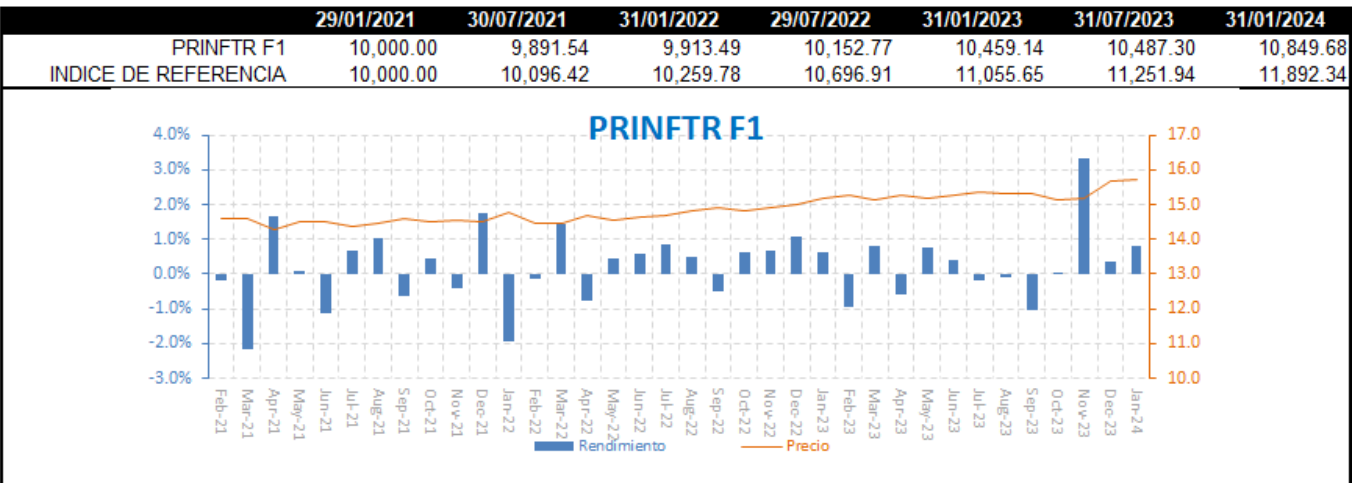 29/01/2021 30/07/2021 31/01/2022 29/07/2022 31/01/2023 31/07/2023 31/01/2024
PRINFTR F1 10,000.00 9,891.54 9,913.49 10,152.77 10,459.14 10,487.30 10,849.68
INDICE DE REFERENCIA 10,000.00 10,096.42 10,259.78 10,696.91 11,055.65 11,251.94 11,892.34
PRINFTR F1
4.0% 17.0
3.0% 16.0
2.0% 15.0
1.0% 14.0
0.0% 13.0
-1.0% 12.0
-2.0% 11.0
-3.0% 10.0
Feb-21 Mar-21 Apr-21 May-21 Jun-21 Jul-21 Aug-21 Sep-21 Oct-21 Nov-21 Dec-21 Jan-22 Feb-22 Mar-22 Apr-22 May-22 Jun-22 Jul-22 Aug-22 Sep-22 Oct-22 Nov-22 Dec-22 Jan-23 Feb-23 Mar-23 Apr-23 May-23 Jun-23 Jul-23 Aug-23 Sep-23 Oct-23 Nov-23 Dec-23 Jan-24
Rendimiento Precio